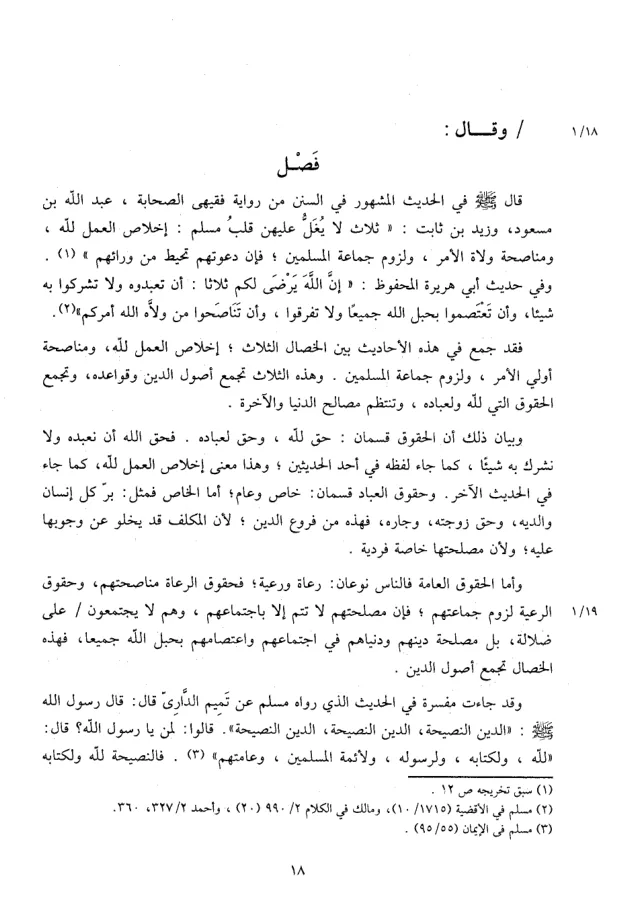 ١/١٨ / وقـــال :
فَصْـل
قال ﷺ في الحديث المشهور في السنن من رواية فقيهى الصحابة ، عبد اللّه بن
مسعود، وزيد بن ثابت : « ثلاث لا يُغَلُّ عليهن قلبُ مسلم : إخلاص العمل للّه ،
ومناصحة ولاة الأمر ، ولزوم جماعة المسلمين ؛ فإن دعوتهم تحيط من ورائهم » (١) .
وفي حديث أبي هريرة المحفوظ : « إنَّ اللَّهَ يَرْضَى لكم ثلاثا : أن تعبدوه ولا تشركوا به
شيئا، وأن تَعْتَصموا بحبل الله جميعًا ولا تفرقوا ، وأن تَنَاصَحوا من ولاَّه الله أمركم»(٢).
فقد جمع في هذه الأحاديث بين الخصال الثلاث ؛ إخلاص العمل للّه، ومناصحة
أولي الأمر ، ولزوم جماعة المسلمين . وهذه الثلاث تجمع أصول الدين وقواعده، وتجمع
الحقوق التي للّه ولعباده ، وتنتظم مصالح الدنيا والآخرة .
وبيان ذلك أن الحقوق قسمان : حق للّه ، وحق لعباده . فحق الله أن نعبده ولا
نشرك به شيئًا ، كما جاء لفظه في أحد الحديثين ؛ وهذا معنى إخلاص العمل للّه، كما جاء
في الحديث الآخر. وحقوق العباد قسمان: خاص وعام؛ أما الخاص فمثل: برّ كل إنسان
والديه، وحق زوجته، وجاره، فهذه من فروع الدين ؛ لأن المكلف قد يخلو عن وجوبها
عليه؛ ولأن مصلحتها خاصة فردية .
وأما الحقوق العامة فالناس نوعان: رعاة ورعية؛ فحقوق الرعاة مناصحتهم، وحقوق
١/١٩ الرعية لزوم جماعتهم ؛ فإن مصلحتهم لا تتم إلا باجتماعهم ، وهم لا يجتمعون / على
ضلالة، بل مصلحة دينهم ودنياهم في اجتماعهم واعتصامهم بحبل اللّه جميعا، فهذه
الخصال تجمع أصول الدين .
وقد جاءت مفسرة في الحديث الذي رواه مسلم عن تَمِيم الدَّارىّ قال: قال رسول الله
ﷺ : «الدين النصيحة، الدين النصيحة، الدين النصيحة». قالوا: لمن يا رسول اللّه؟ قال:
«للّه ، ولكتابه ، ولرسوله ، ولأئمة المسلمين ، وعامتهم» (٣) . فالنصيحة للّه ولكتابه
(١) سبق تخريجه ص ١٢ .
(٢) مسلم في الأقضية (١٠/١٧١٥)، ومالك في الكلام ٢/ ٩٩٠ (٢٠) ، وأحمد ٢/ ٣٢٧، ٣٦٠.
(٣) مسلم فى الإيمان (٩٥/٥٥) .
١٨